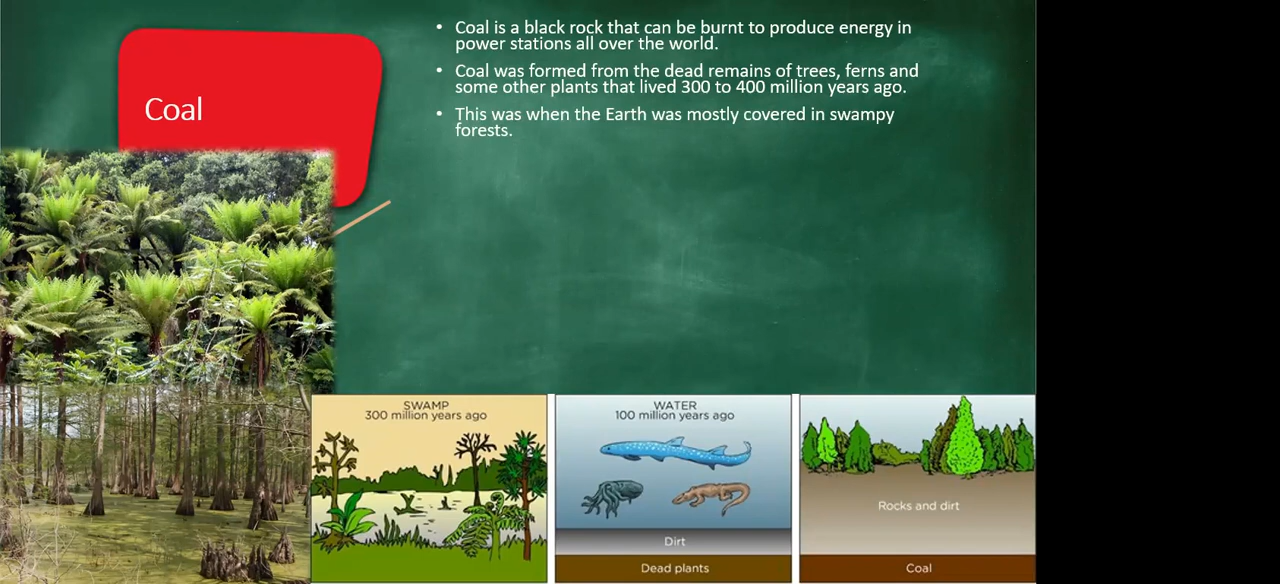 Coal
• Coal is a black rock that can be burnt to produce energy in
power stations all over the world.
• Coal was formed from the dead remains of trees, ferns and
some other plants that lived 300 to 400 million years ago.
• This was when the Earth was mostly covered in swampy
forests.
SWAMP
300 million years ago
WATER
100 million years ago
Dirt
Dead plants
Rocks and dirt
Coal